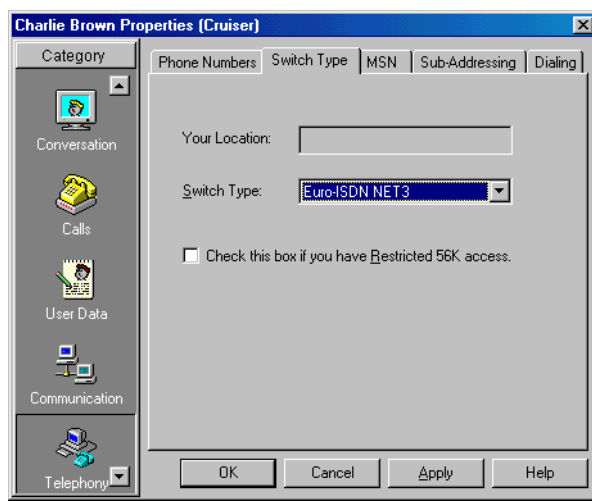 Charlie Brown Properties (Cruiser)
Category
Conversation
Calls
User Data
Communication
Telephony
Phone Numbers Switch Type MSN Sub-Addressing Dialing
Your Location:
Switch Type: Euro-ISDN NET3
Check this box if you have Restricted 56K access.
OK Cancel Apply Help